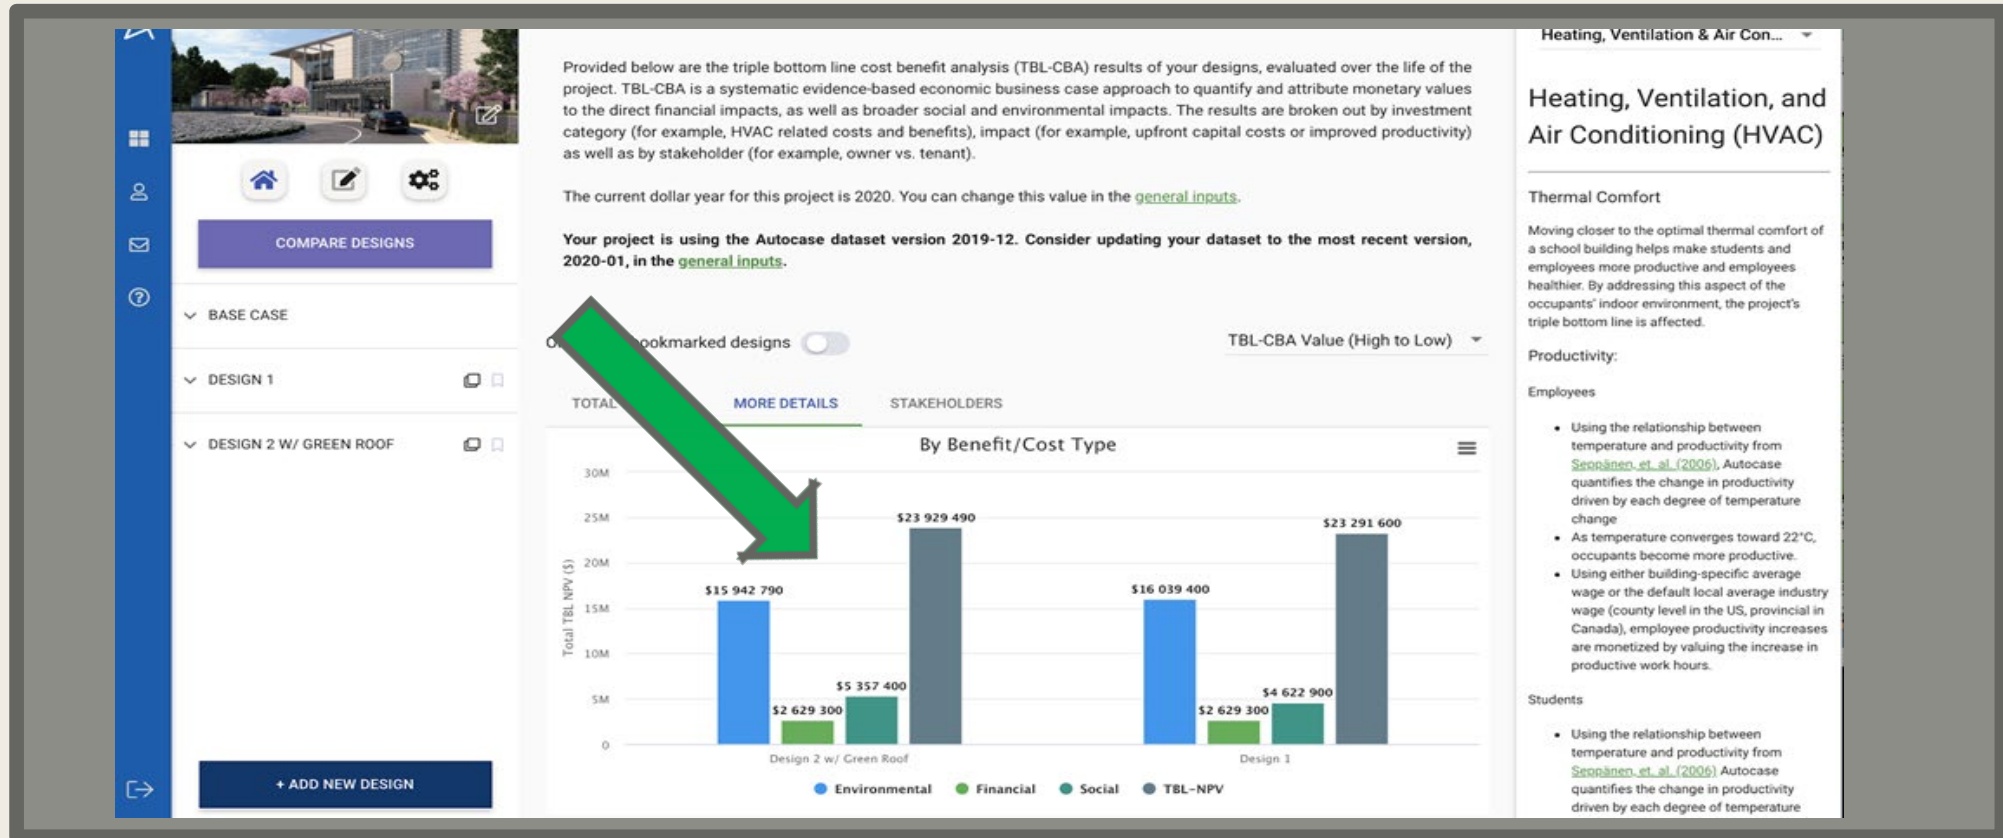 COMPARE DESIGNS
BASE CASE
DESIGN 1
DESIGN 2 W/ GREEN ROOF
+ ADD NEW DESIGN
Provided below are the triple bottom line cost benefit analysis (TBL-CBA) results of your designs, evaluated over the life of the
project. TBL-CBA is a systematic evidence-based economic business case approach to quantify and attribute monetary values
to the direct financial impacts, as well as broader social and environmental impacts. The results are broken out by investment
category (for example, HVAC related costs and benefits), impact (for example, upfront capital costs or improved productivity)
as well as by stakeholder (for example, owner vs. tenant).
The current dollar year for this project is 2020. You can change this value in the general inputs.
Your project is using the Autocase dataset version 2019-12. Consider updating your dataset to the most recent version,
2020-01, in the general inputs.
designs
TBL-CBA Value (High to Low)
TOTAL
MORE DETAILS
STAKEHOLDERS
By Benefit/Cost Type
Total TBL NPV ($)
30M
25M
20M
15M
10M
5M
0
$15 942 790
$2 629 300
$5 357 400
$23 929 490
$16 039 400
$2 629 300
$4 622 900
$23 291 600
Design 2 w/ Green Roof
Design 1
Environmental
Financial
Social
TBL-NPV
Heating, Ventilation & Air Con...
Heating, Ventilation, and
Air Conditioning (HVAC)
Thermal Comfort
Moving closer to the optimal thermal comfort of
a school building helps make students and
employees more productive and employees
healthier. By addressing this aspect of the
occupants' indoor environment, the project's
triple bottom line is affected.
Productivity:
Employees
• Using the relationship between
temperature and productivity from
Seppänen, et. al. (2006), Autocase
quantifies the change in productivity
driven by each degree of temperature
change
• As temperature converges toward 22°C,
occupants become more productive.
• Using either building-specific average
wage or the default local average industry
wage (county level in the US, provincial in
Canada), employee productivity increases
are monetized by valuing the increase in
productive work hours.
Students
• Using the relationship between
temperature and productivity from
Seppänen, et. al. (2006) Autocase
quantifies the change in productivity
driven by each degree of temperature